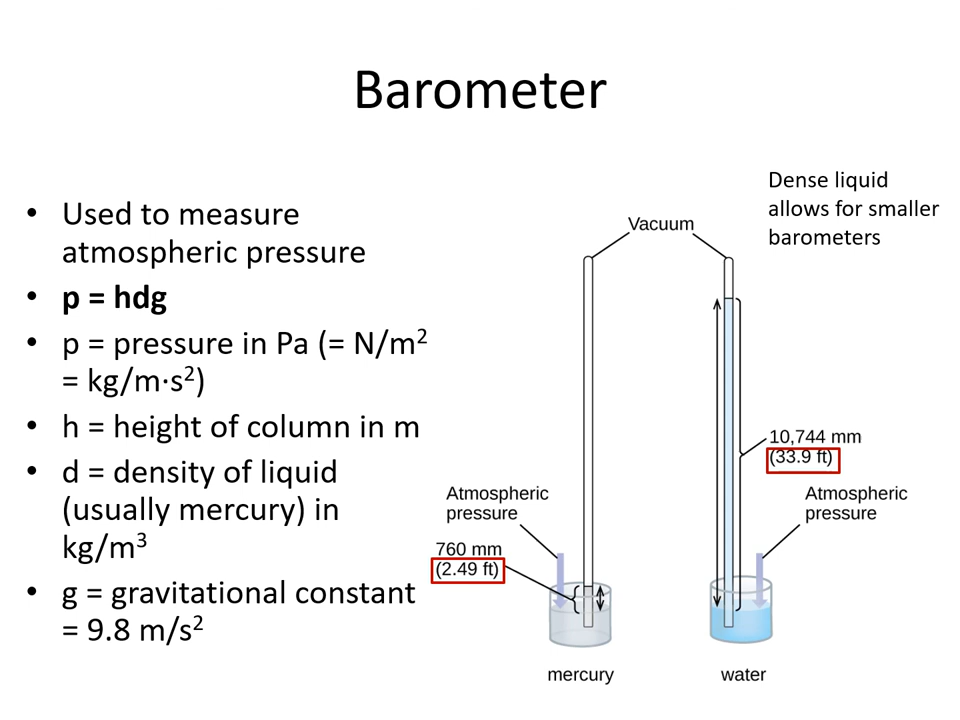 Barometer
• Used to measure
atmospheric pressure
• p = hdg
• p = pressure in Pa (= N/m²
= kg/m·s²)
• h = height of column in m
• d = density of liquid
(usually mercury) in
kg/m³
• g = gravitational constant
= 9.8 m/s²
Dense liquid
allows for smaller
barometers
Vacuum
10,744 mm
(33.9 ft)
Atmospheric
pressure
760 mm
(2.49 ft)
Atmospheric
pressure
mercury
water